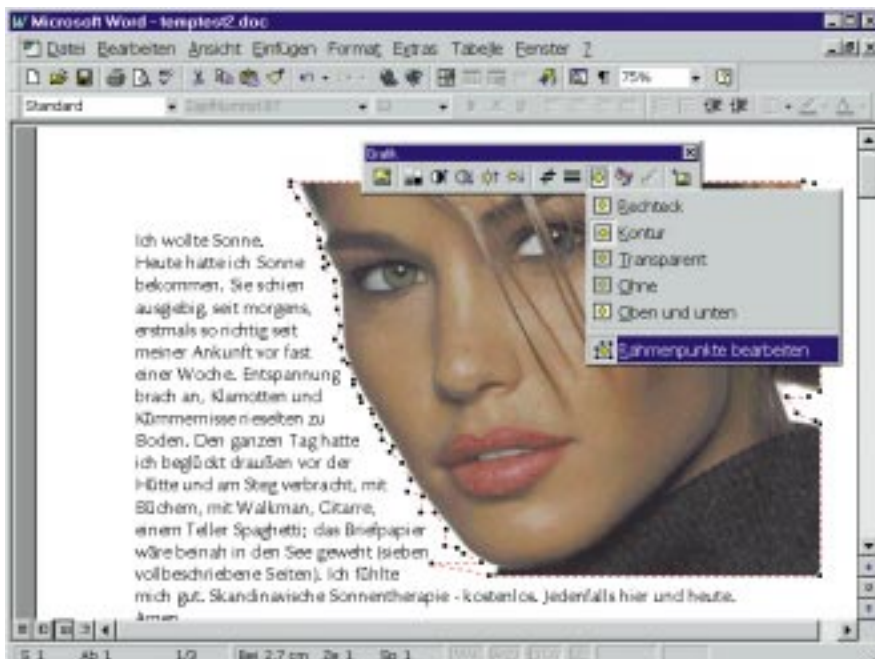 Microsoft Word - temptest2.doc
Datei Bearbeiten Ansicht Einfügen Format Extras Tabelle Fenster ?
75%
Standard
Grafik
Rechteck
Kontur
Transparent
Ohne
Oben und unten
Rahmenpunkte bearbeiten
Ich wollte Sonne.
Heute hatte ich Sonne
bekommen. Sie schien
ausgiebig, seit morgens,
erstmals so richtig seit
meiner Ankunft vor fast
einer Woche. Entspannung
brach an, Klamotten und
Kümmernisse rieselten zu
Boden. Den ganzen Tag hatte
ich beglückt draußen vor der
Hütte und am Steg verbracht, mit
Büchern, mit Walkman, Gitarre,
einem Teller Spaghetti; das Briefpapier
wäre beinah in den See geweht (sieben
vollbeschriebene Seiten). Ich fühlte
mich gut. Skandinavische Sonnentherapie - kostenlos. Jedenfalls hier und heute.
Amen
S 1 Ab 1 1/3 Bei 2,7 cm Ze 1 Sp 1